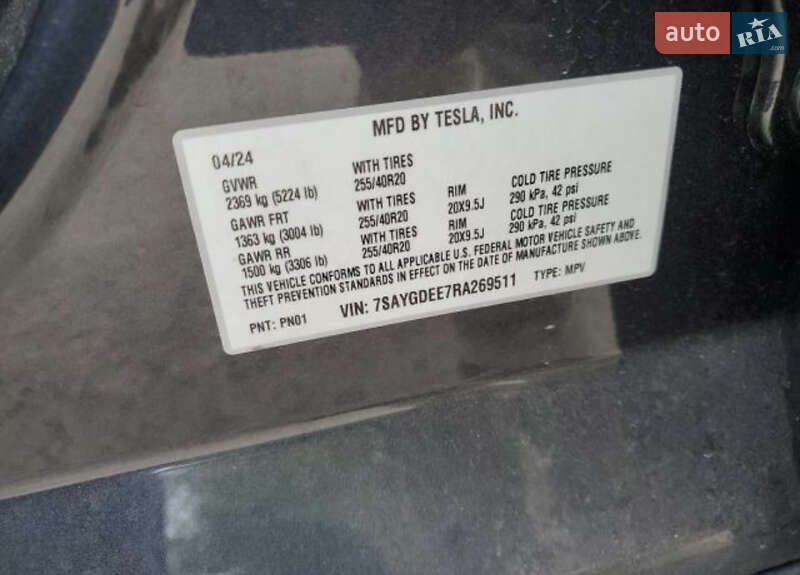 auto RIA.com
MFD BY TESLA, INC.
04/24
GVWR WITH TIRES
2369 kg (5224 lb) 255/40R20 RIM COLD TIRE PRESSURE
GAWR FRT WITH TIRES 20X9.5J 290 kPa, 42 psi
1363 kg (3004 lb) 255/40R20 RIM COLD TIRE PRESSURE
GAWR RR WITH TIRES 20X9.5J 290 kPa, 42 psi
1500 kg (3306 lb) 255/40R20
THIS VEHICLE CONFORMS TO ALL APPLICABLE U.S. FEDERAL MOTOR VEHICLE SAFETY AND
THEFT PREVENTION STANDARDS IN EFFECT ON THE DATE OF MANUFACTURE SHOWN ABOVE.
PNT: PN01 VIN: 7SAYGDEE7RA269511 TYPE: MPV